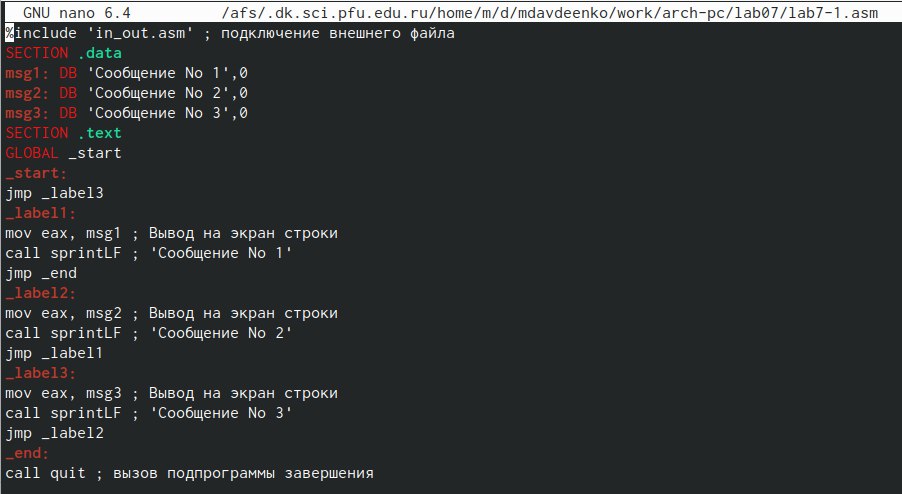 GNU nano 6.4 /afs/.dk.sci.pfu.edu.ru/home/m/d/mdavdeenko/work/arch-pc/lab07/lab7-1.asm
%include 'in_out.asm' ; подключение внешнего файла
SECTION .data
msg1: DB 'Сообщение No 1',0
msg2: DB 'Сообщение No 2',0
msg3: DB 'Сообщение No 3',0
SECTION .text
GLOBAL _start
_start:
jmp _label3
_label1:
mov eax, msg1 ; Вывод на экран строки
call sprintLF ; 'Сообщение No 1'
jmp _end
_label2:
mov eax, msg2 ; Вывод на экран строки
call sprintLF ; 'Сообщение No 2'
jmp _label1
_label3:
mov eax, msg3 ; Вывод на экран строки
call sprintLF ; 'Сообщение No 3'
jmp _label2
_end:
call quit ; вызов подпрограммы завершения